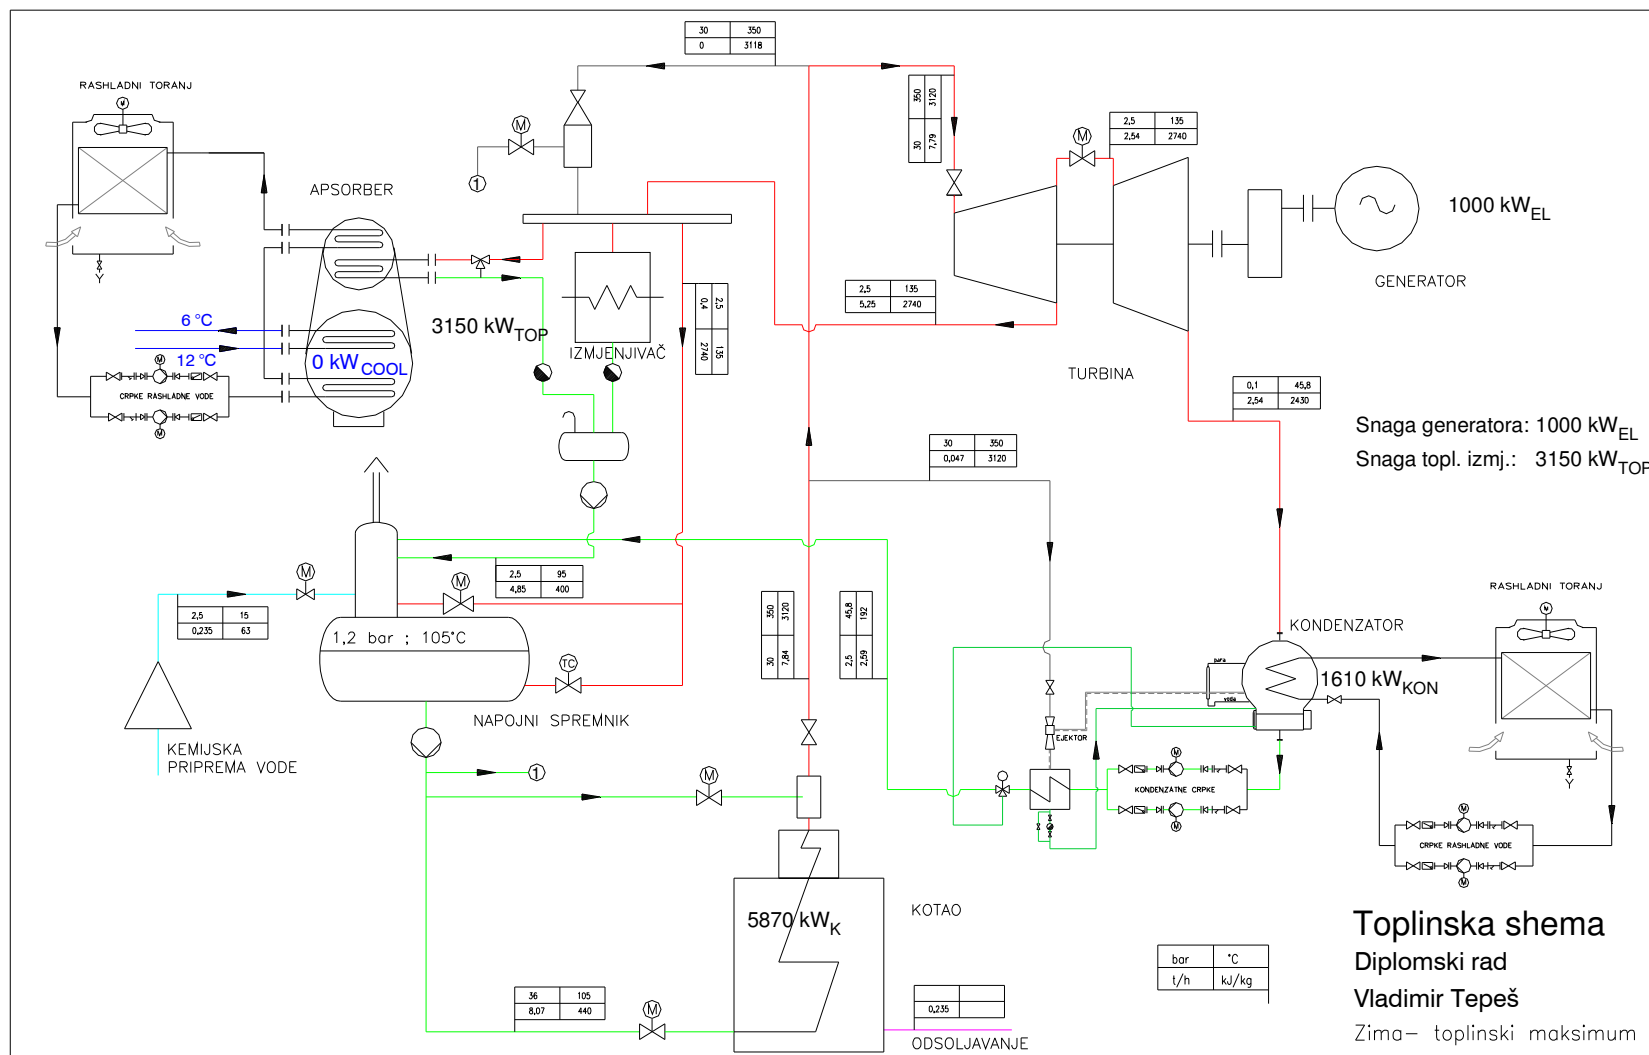 30 350
0 3118
RASHLADNI TORANJ
M
350 3120
30 7,79
M
2,5 135
2,54 2740
M
1
APSORBER
1000 kWEL
GENERATOR
2,5 135
5,25 2740
2,5 135
0,4 2740
6 °C
12 °C
3150 kWTOP
0 kWCOOL
IZMJENJIVAČ
TURBINA
M
CRPKE RASHLADNE VODE
M
0,1 45,8
2,54 2430
Snaga generatora: 1000 kWEL
Snaga topl. izmj.: 3150 kWTOP
30 350
0,047 3120
M
M
2,5 95
4,85 400
2,5 15
0,235 63
350 3120
30 7,84
45,8 192
2,5 2,59
RASHLADNI TORANJ
M
KONDENZATOR
1,2 bar ; 105°C
TC
para
voda
1610 kWKON
NAPOJNI SPREMNIK
KEMIJSKA
PRIPREMA VODE
EJEKTOR
1
M
M
KONDENZATNE CRPKE
M
M
CRPKE RASHLADNE VODE
M
5870 kWK
KOTAO
bar °C
t/h kJ/kg
36 105
8,07 440
M
0,235
ODSOLJAVANJE
Toplinska shema
Diplomski rad
Vladimir Tepeš
Zima- toplinski maksimum